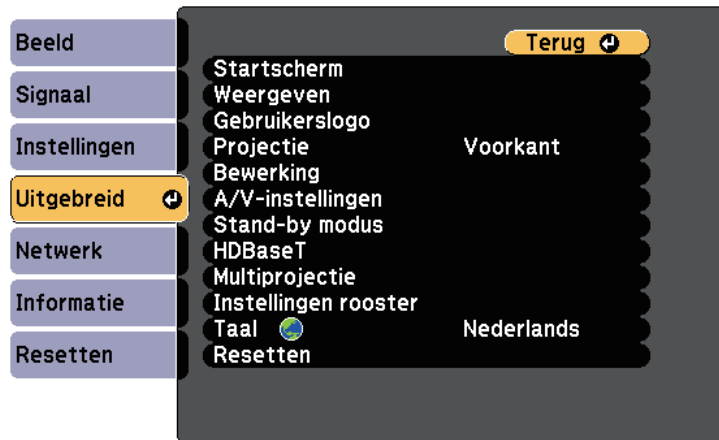 Beeld
Signaal
Instellingen
Uitgebreid
Netwerk
Informatie
Resetten
Terug
Startscherm
Weergeven
Gebruikerslogo
Projectie Voorkant
Bewerking
A/V-instellingen
Stand-by modus
HDBaseT
Multiprojectie
Instellingen rooster
Taal Nederlands
Resetten